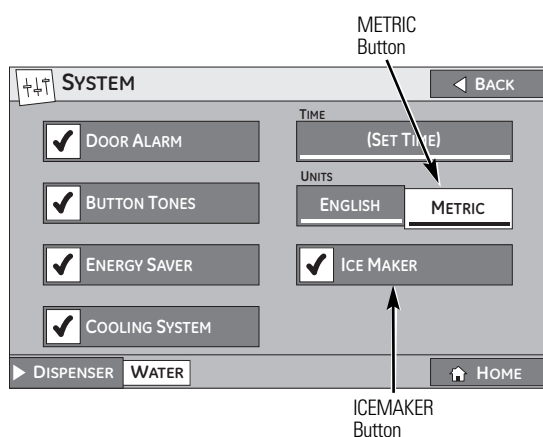 METRIC
Button
SYSTEM
BACK
DOOR ALARM
BUTTON TONES
ENERGY SAVER
COOLING SYSTEM
TIME
(SET TIME)
UNITS
ENGLISH METRIC
ICE MAKER
DISPENSER WATER
HOME
ICEMAKER
Button